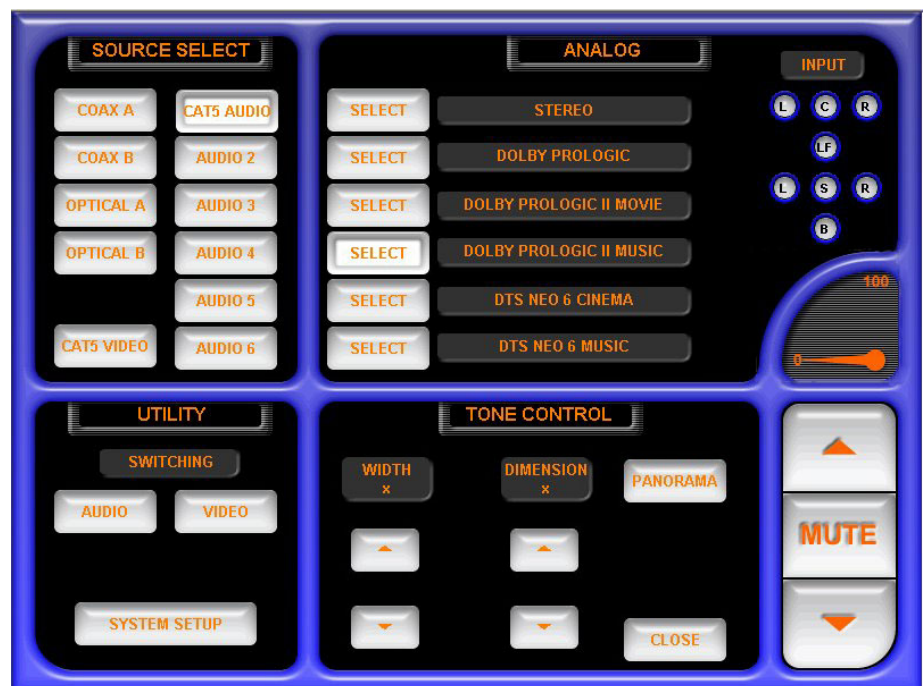 SOURCE SELECT
COAX A
CAT5 AUDIO
COAX B
AUDIO 2
OPTICAL A
AUDIO 3
OPTICAL B
AUDIO 4
AUDIO 5
CAT5 VIDEO
AUDIO 6
ANALOG
SELECT STEREO
SELECT DOLBY PROLOGIC
SELECT DOLBY PROLOGIC II MOVIE
SELECT DOLBY PROLOGIC II MUSIC
SELECT DTS NEO 6 CINEMA
SELECT DTS NEO 6 MUSIC
INPUT
L C R
LF
L S R
B
100
0
UTILITY
SWITCHING
AUDIO
VIDEO
SYSTEM SETUP
TONE CONTROL
WIDTH
x
DIMENSION
x
PANORAMA
CLOSE
MUTE